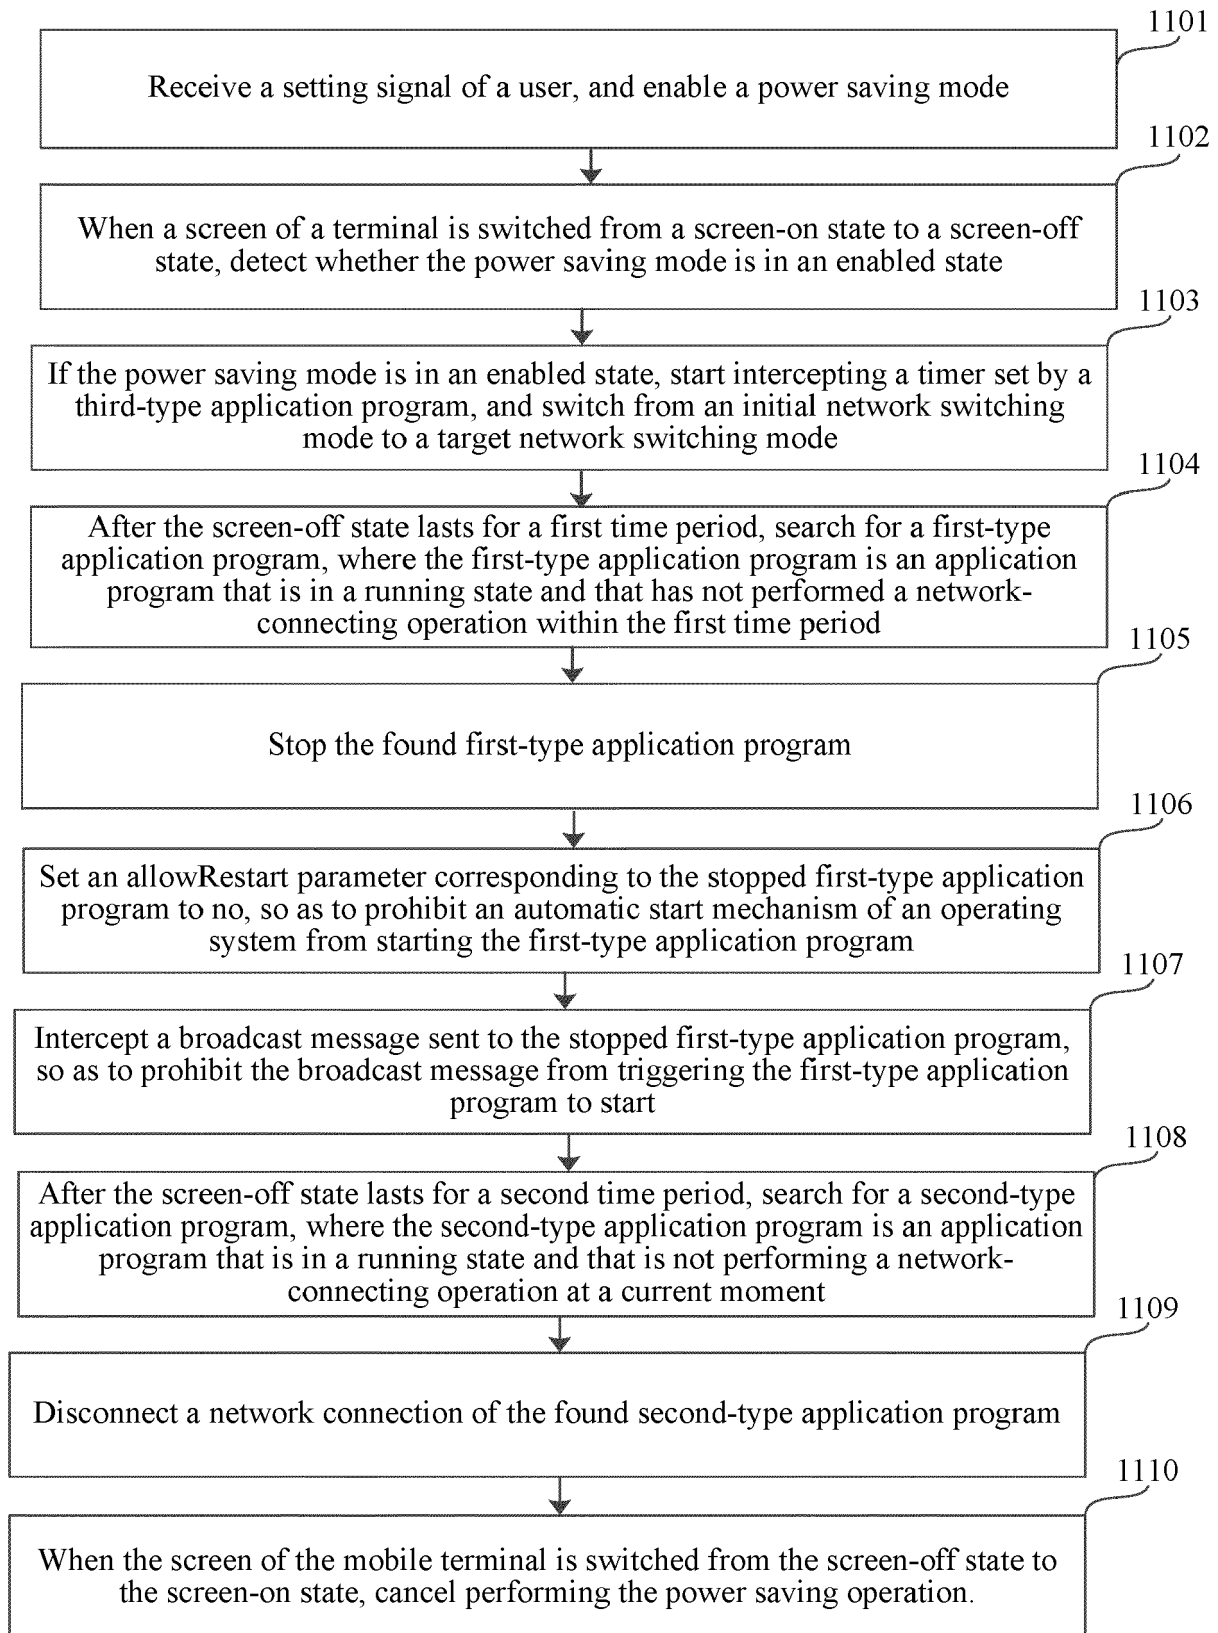 1101
Receive a setting signal of a user, and enable a power saving mode
1102
When a screen of a terminal is switched from a screen-on state to a screen-off
state, detect whether the power saving mode is in an enabled state
1103
If the power saving mode is in an enabled state, start intercepting a timer set by a
third-type application program, and switch from an initial network switching
mode to a target network switching mode
1104
After the screen-off state lasts for a first time period, search for a first-type
application program, where the first-type application program is an application
program that is in a running state and that has not performed a network-
connecting operation within the first time period
1105
Stop the found first-type application program
1106
Set an allowRestart parameter corresponding to the stopped first-type application
program to no, so as to prohibit an automatic start mechanism of an operating
system from starting the first-type application program
1107
Intercept a broadcast message sent to the stopped first-type application program,
so as to prohibit the broadcast message from triggering the first-type application
program to start
1108
After the screen-off state lasts for a second time period, search for a second-type
application program, where the second-type application program is an application
program that is in a running state and that is not performing a network-
connecting operation at a current moment
1109
Disconnect a network connection of the found second-type application program
1110
When the screen of the mobile terminal is switched from the screen-off state to
the screen-on state, cancel performing the power saving operation.